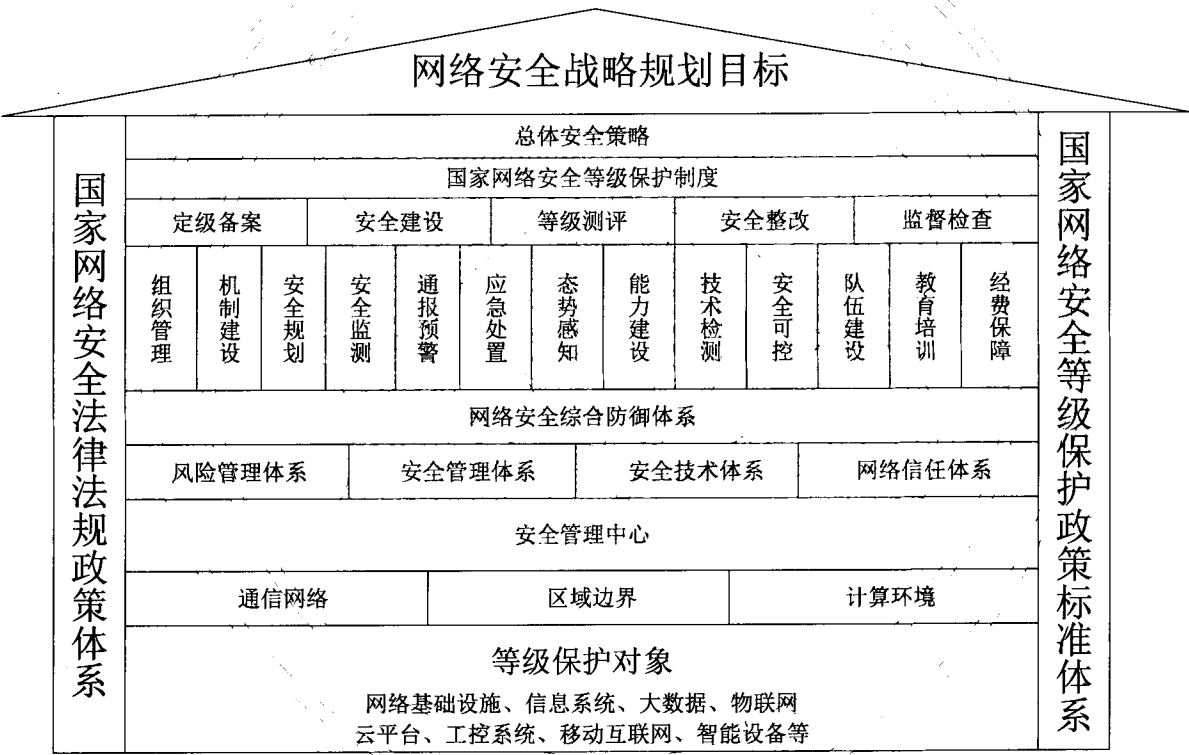 网络安全战略规划目标
总体安全策略
国家网络安全等级保护制度
定级备案
安全建设
等级测评
安全整改
监督检查
组织管理
机制建设
安全规划
安全监测
通报预警
应急处置
态势感知
能力建设
技术检测
安全可控
队伍建设
教育培训
经费保障
网络安全综合防御体系
风险管理体系
安全管理体系
安全技术体系
网络信任体系
安全管理中心
通信网络
区域边界
计算环境
等级保护对象
网络基础设施、信息系统、大数据、物联网
云平台、工控系统、移动互联网、智能设备等
国家网络安全法律法规政策体系
国家网络安全等级保护政策标准体系